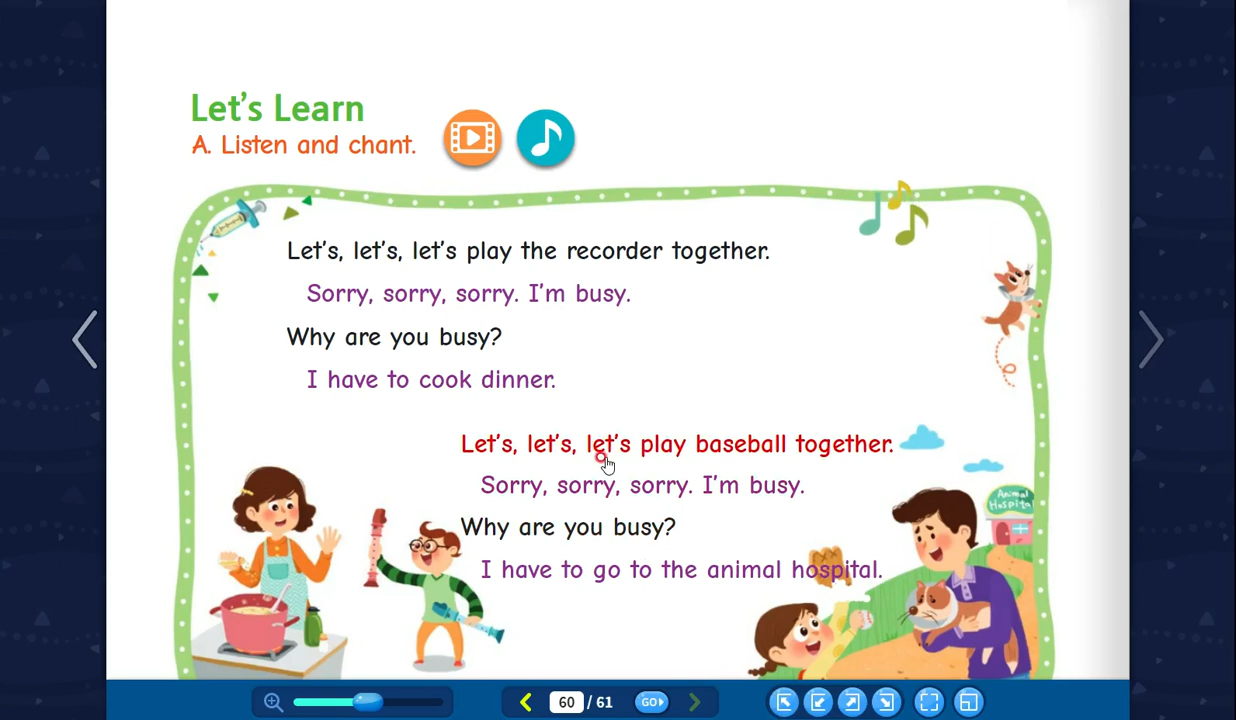 Let's Learn
A. Listen and chant.
Let's, let's, let's play the recorder together.
Sorry, sorry, sorry. I'm busy.
Why are you busy?
I have to cook dinner.
Let's, let's, let's play baseball together.
Sorry, sorry, sorry. I'm busy.
Why are you busy?
I have to go to the animal hospital.
Animal
Hospital
60 / 61 GO